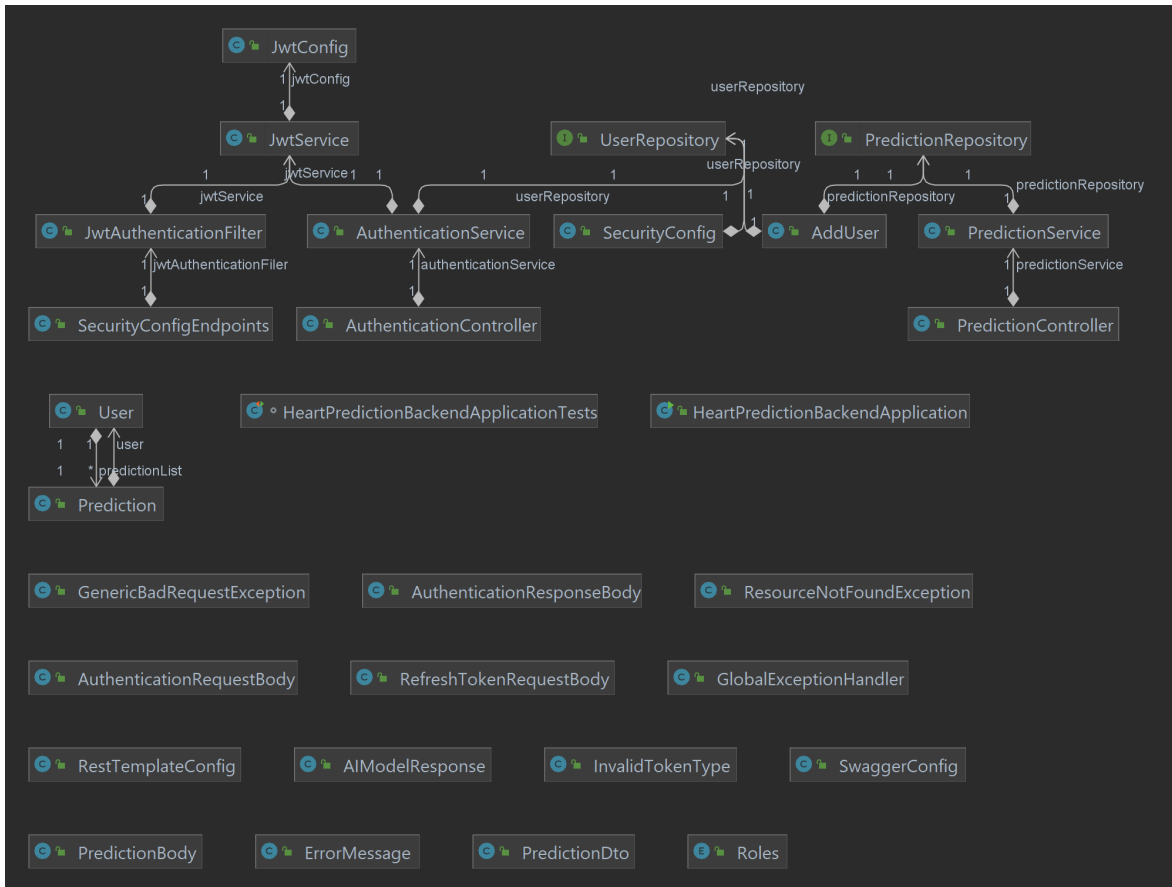 JwtConfig
1 jwtConfig
userRepository
1
JwtService
UserRepository
PredictionRepository
userRepository
1 jwtService 1 1 1 1 1 1 1
jwtService userRepository 1 1 predictionRepository predictionRepository
1 1 1
JwtAuthenticationFilter
AuthenticationService
SecurityConfig
AddUser
PredictionService
1 jwtAuthenticationFiler
1 authenticationService
1 predictionService
1 1 1
SecurityConfigEndpoints
AuthenticationController
PredictionController
User
HeartPredictionBackendApplicationTests
HeartPredictionBackendApplication
1 1 user
1 * predictionList
Prediction
GenericBadRequestException
AuthenticationResponseBody
ResourceNotFoundException
AuthenticationRequestBody
RefreshTokenRequestBody
GlobalExceptionHandler
RestTemplateConfig
AIModelResponse
InvalidTokenType
SwaggerConfig
PredictionBody
ErrorMessage
PredictionDto
Roles